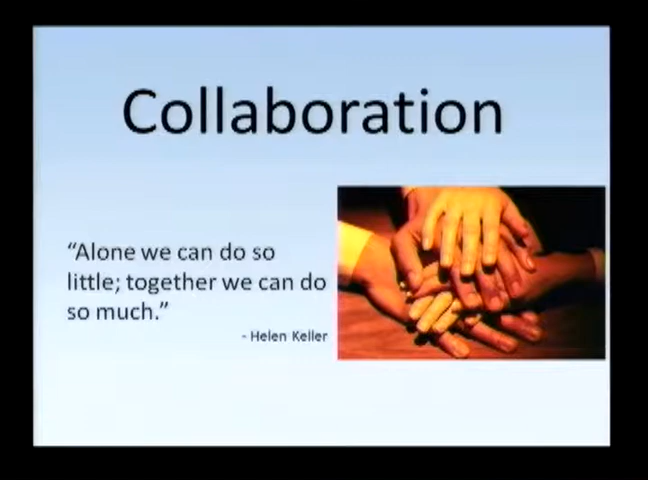 Collaboration
“Alone we can do so
little; together we can do
so much.”
- Helen Keller